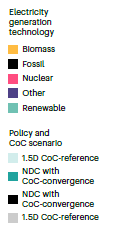 Electricity
generation
technology
Biomass
Fossil
Nuclear
Other
Renewable
Policy and
CoC scenario
1.5D CoC-reference
NDC with
CoC-convergence
NDC with
CoC-convergence
1.5D CoC-reference